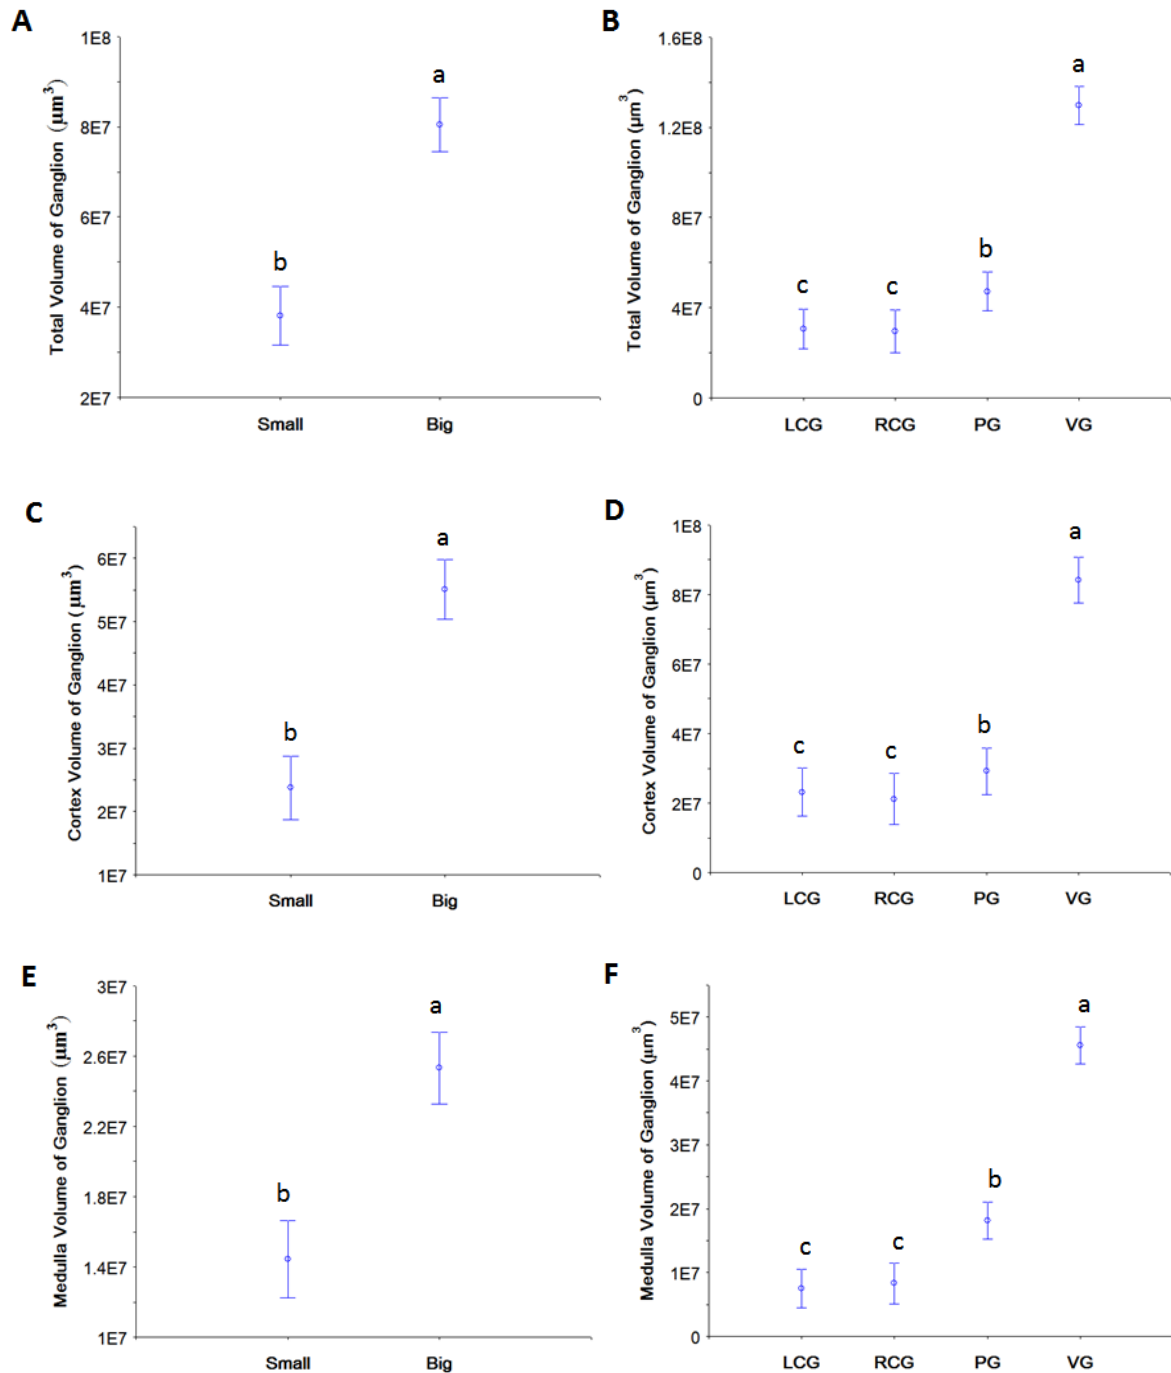 A
Total Volume of Ganglion (μm³)
1E8
8E7
6E7
4E7
2E7
a
b
Small Big
B
Total Volume of Ganglion (μm³)
1.6E8
1.2E8
8E7
4E7
0
c c b a
LCG RCG PG VG
C
Cortex Volume of Ganglion (μm³)
6E7
5E7
4E7
3E7
2E7
1E7
a
b
Small Big
D
Cortex Volume of Ganglion (μm³)
1E8
8E7
6E7
4E7
2E7
0
c c b a
LCG RCG PG VG
E
Medulla Volume of Ganglion (μm³)
3E7
2.6E7
2.2E7
1.8E7
1.4E7
1E7
a
b
Small Big
F
Medulla Volume of Ganglion (μm³)
5E7
4E7
3E7
2E7
1E7
0
c c b a
LCG RCG PG VG